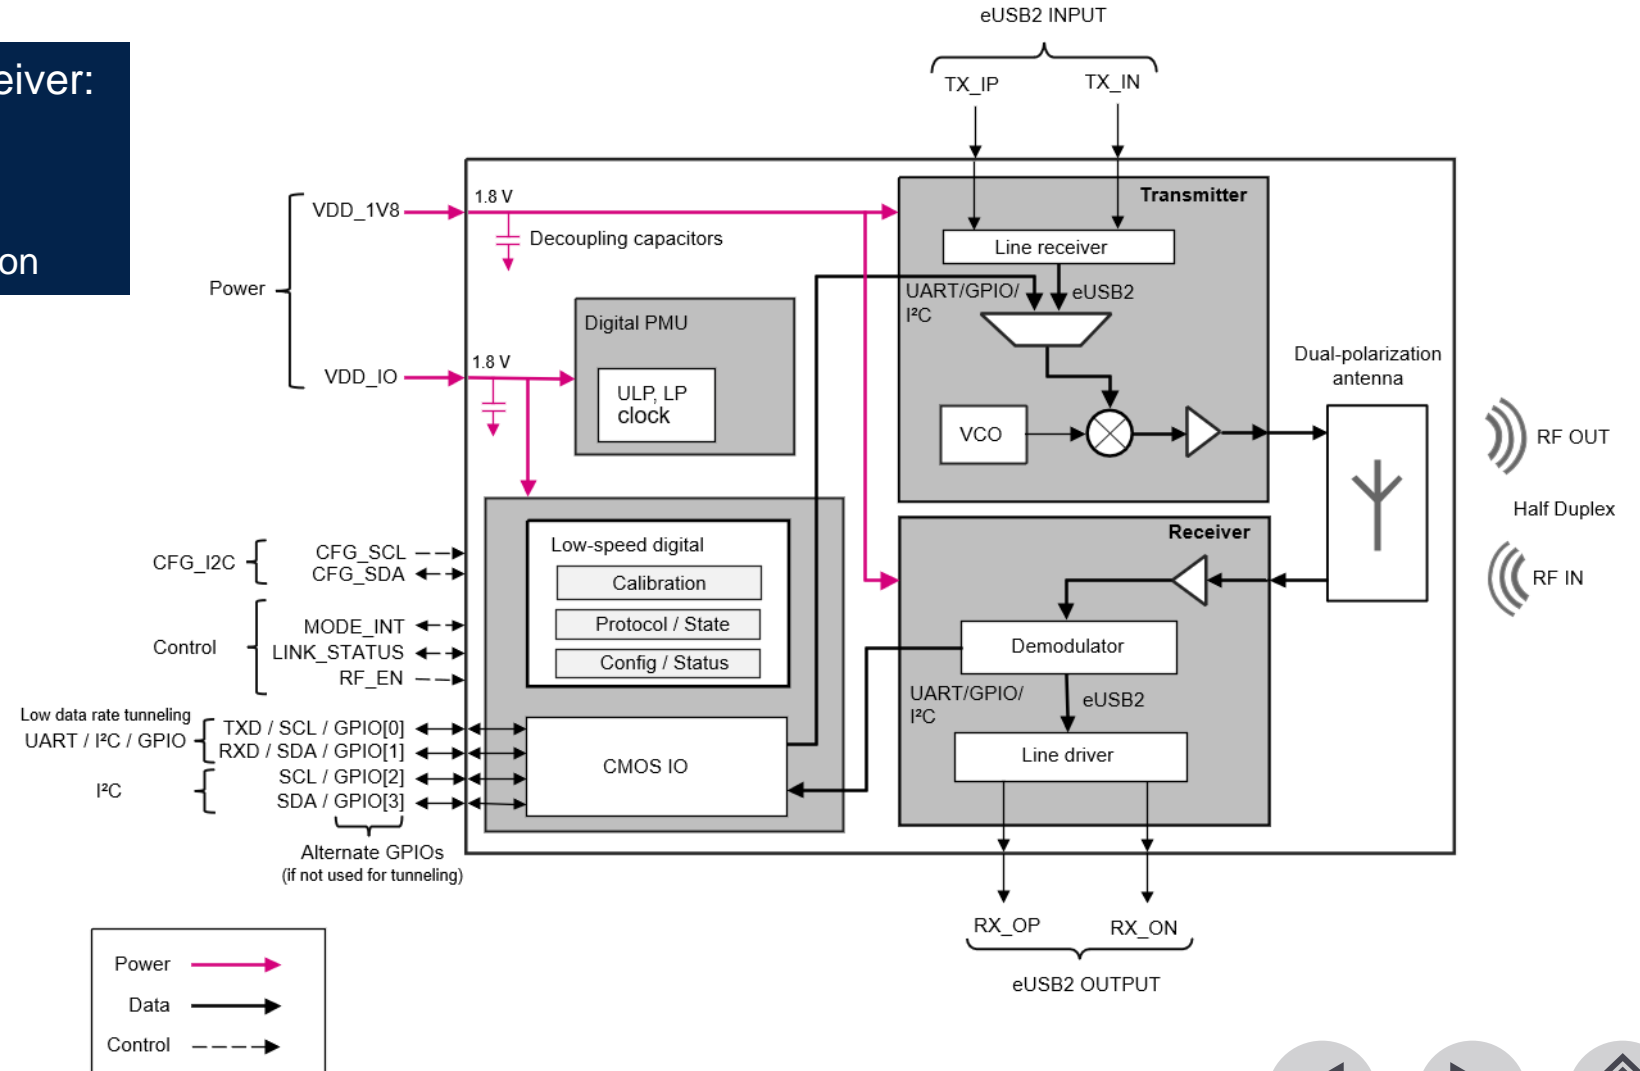 eUSB2 INPUT
TX_IP
TX_IN
eiver:
on
Power
VDD_1V8
1.8 V
Decoupling capacitors
VDD_IO
1.8 V
Digital PMU
ULP, LP
clock
Transmitter
Line receiver
UART/GPIO/
I²C
eUSB2
VCO
Dual-polarization
antenna
RF OUT
Half Duplex
RF IN
Receiver
Demodulator
UART/GPIO/
I²C
eUSB2
Line driver
CFG_I2C
CFG_SCL
CFG_SDA
Control
MODE_INT
LINK_STATUS
RF_EN
Low-speed digital
Calibration
Protocol / State
Config / Status
Low data rate tunneling
UART / I²C / GPIO
TXD / SCL / GPIO[0]
RXD / SDA / GPIO[1]
I²C
SCL / GPIO[2]
SDA / GPIO[3]
CMOS IO
Alternate GPIOs
(if not used for tunneling)
RX_OP
RX_ON
eUSB2 OUTPUT
Power
Data
Control